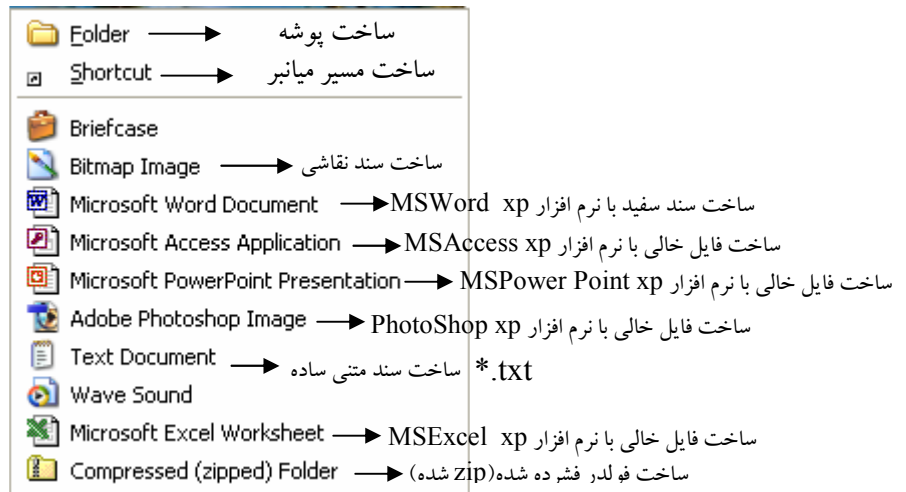 Folder ساخت پوشه
Shortcut ساخت مسیر میانبر
Briefcase
Bitmap Image ساخت سند نقاشی
Microsoft Word Document ساخت سند سفید با نرم افزار MSWord xp
Microsoft Access Application ساخت فایل خالی با نرم افزار MSAccess xp
Microsoft PowerPoint Presentation ساخت فایل خالی با نرم افزار MSPower Point xp
Adobe Photoshop Image ساخت فایل خالی با نرم افزار PhotoShop xp
Text Document ساخت سند متنی ساده *.txt
Wave Sound
Microsoft Excel Worksheet ساخت فایل خالی با نرم افزار MSExcel xp
Compressed (zipped) Folder ساخت فولدر فشرده شده(zip شده)